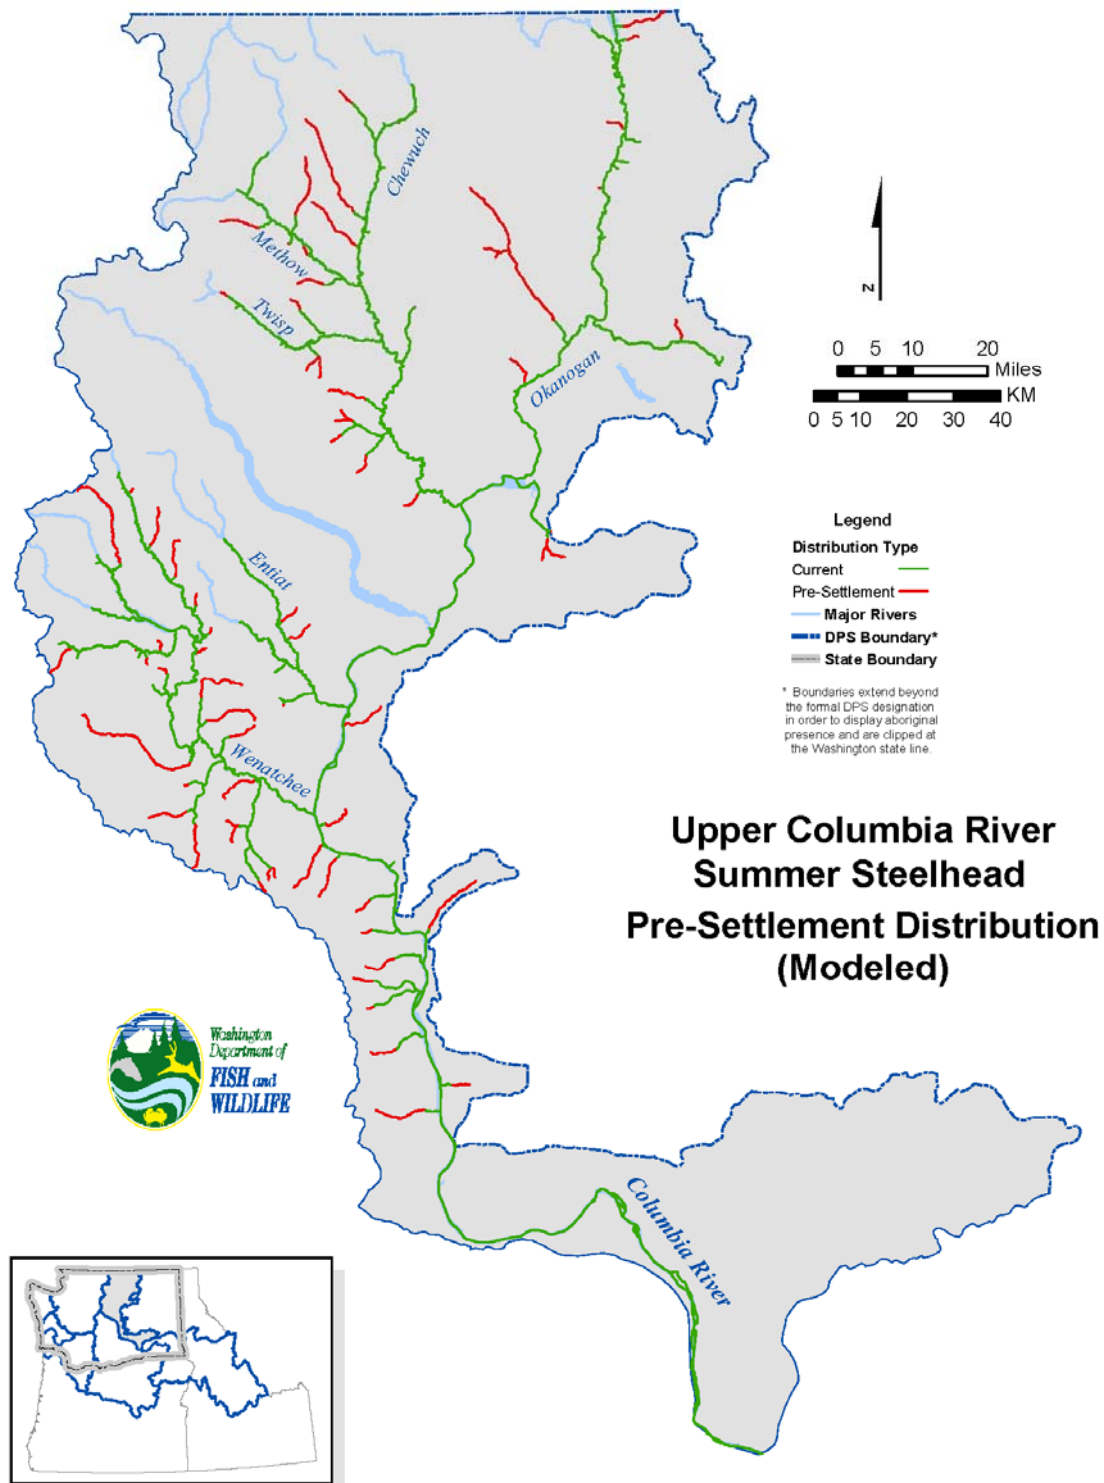 Chewuch
Methow
Twisp
Okanogan
Entiat
Wenatchee
Columbia River
N
0 5 10 20
Miles
KM
0 5 10 20 30 40
Legend
Distribution Type
Current
Pre-Settlement
Major Rivers
DPS Boundary*
State Boundary
* Boundaries extend beyond
the formal DPS designation
in order to display aboriginal
presence and are clipped at
the Washington state line.
Upper Columbia River
Summer Steelhead
Pre-Settlement Distribution
(Modeled)
Washington
Department of
FISH and
WILDLIFE